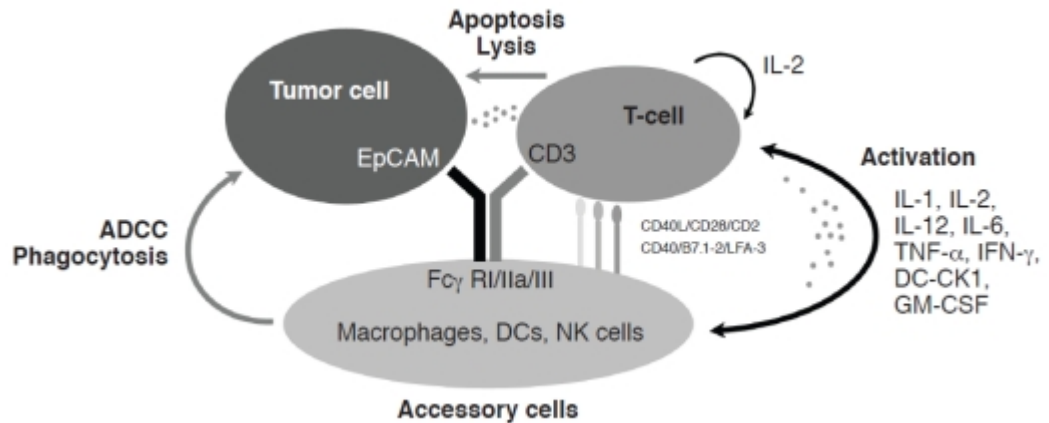 Apoptosis
Lysis
IL-2
Tumor cell
T-cell
EpCAM
CD3
Activation
IL-1, IL-2,
IL-12, IL-6,
TNF-α, IFN-γ,
DC-CK1,
GM-CSF
ADCC
Phagocytosis
CD40L/CD28/CD2
CD40/B7.1-2/LFA-3
Fcγ RI/IIa/III
Macrophages, DCs, NK cells
Accessory cells